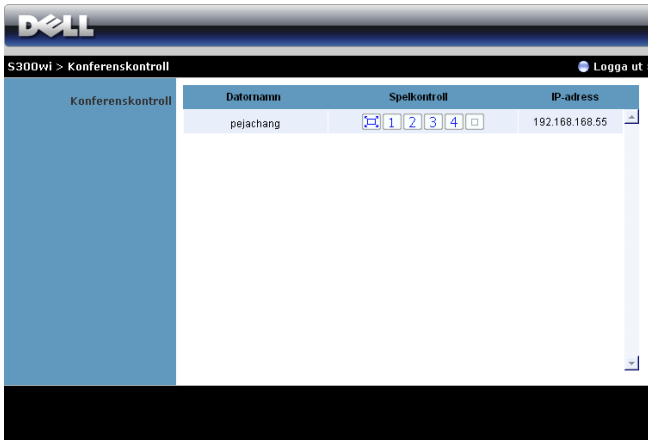 DELL
S300wi > Konferenskontroll
Logga ut
Konferenskontroll
Datornamn Spelkontroll IP-adress
pejachang 1 2 3 4 192.168.168.55